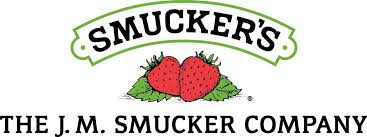 SMUCKER'S
®
THE J. M. SMUCKER COMPANY